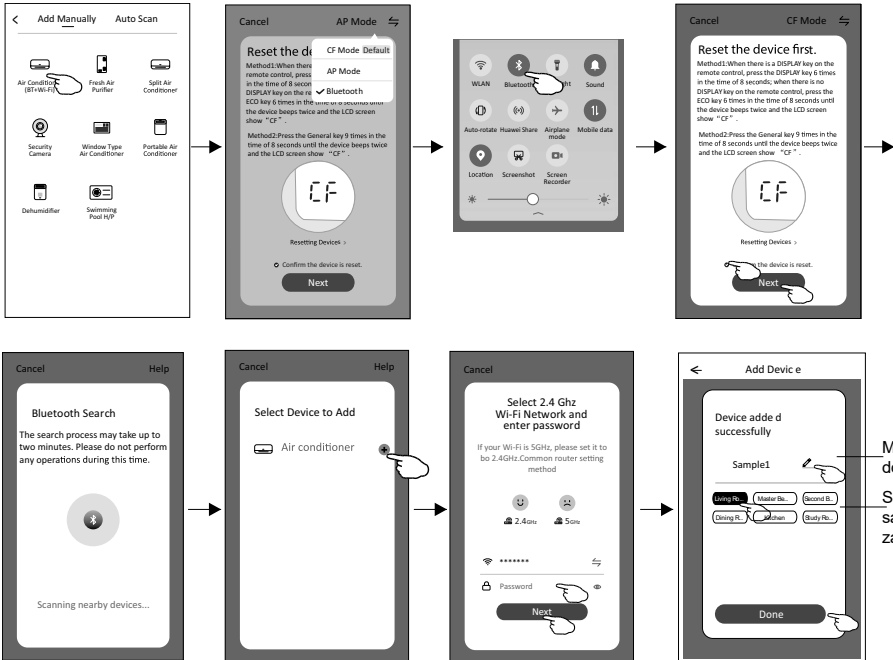 Add Manually Auto Scan
Air Condition
(BT+Wi-Fi)
Fresh Air
Purifier
Split Air
Conditioner
Security
Camera
Window Type
Air Conditioner
Portable Air
Conditioner
Dehumidifier
Swimming
Pool H/P
Cancel AP Mode
Reset the de
CF Mode Default
AP Mode
Bluetooth
Method1:When there
remote control, press
in the time of 8 secon
DISPLAY key on the re
ECO key 6 times in the time of 8 seconds until
the device beeps twice and the LCD screen
show “CF”.
Method2:Press the General key 9 times in the
time of 8 seconds until the device beeps twice
and the LCD screen show “CF”.
CF
Resetting Devices >
Confirm the device is reset.
Next
WLAN Bluetooth ht Sound
Auto-rotate Huawei Share Airplane
mode Mobile data
Location Screenshot Screen
Recorder
Cancel CF Mode
Reset the device first.
Method1:When there is a DISPLAY key on the
remote control, press the DISPLAY key 6 times
in the time of 8 seconds; when there is no
DISPLAY key on the remote control, press the
ECO key 6 times in the time of 8 seconds until
the device beeps twice and the LCD screen
show “CF”.
Method2:Press the General key 9 times in the
time of 8 seconds until the device beeps twice
and the LCD screen show “CF”.
CF
Resetting Devices >
the device is reset.
Next
Cancel Help
Bluetooth Search
The search process may take up to
two minutes. Please do not perform
any operations during this time.
Scanning nearby devices...
Cancel Help
Select Device to Add
Air conditioner
Cancel
Select 2.4 Ghz
Wi-Fi Network and
enter password
If your Wi-Fi is 5GHz, please set it to
bo 2.4GHz.Common router setting
method
2.4GHz 5GHz
*******
Password
Next
Add Devic e
Device adde d
successfully
Sample1
Living Ro.. Master Be... Second B..
Dining R.. Kitchen Study Ro...
Done
M
de
S
sa
za